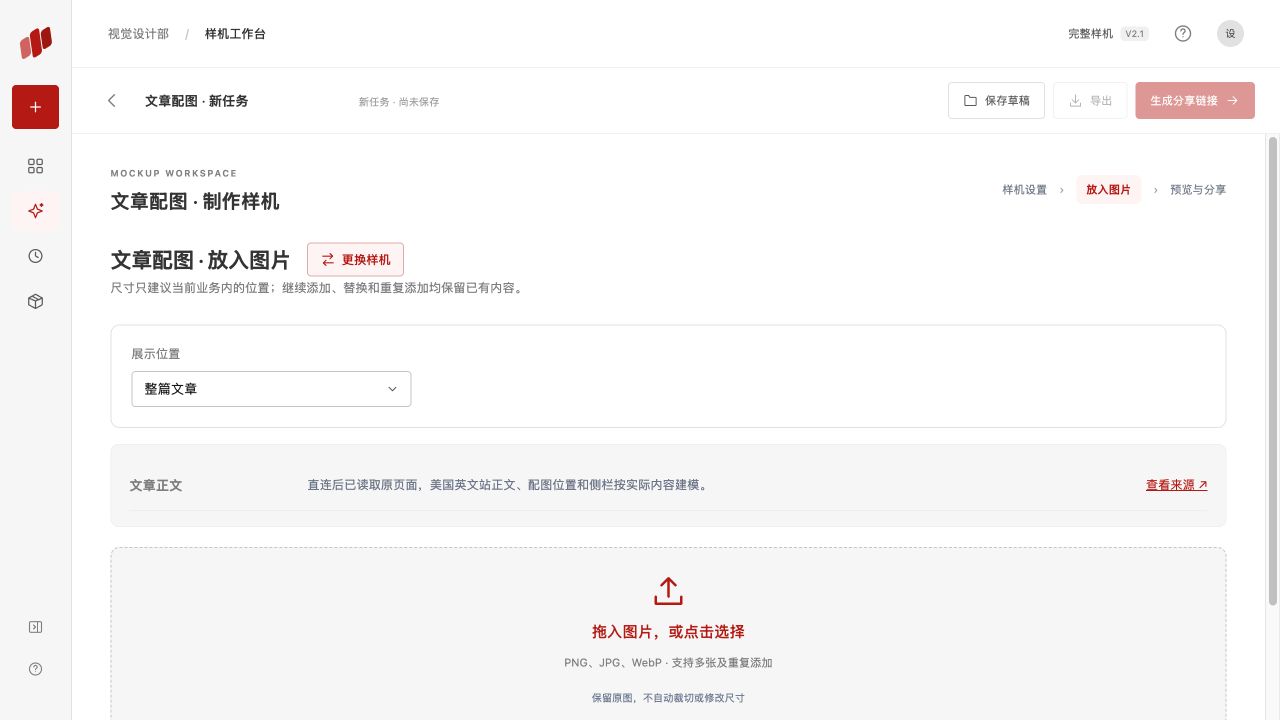 视觉设计部 / 样机工作台
完整样机 V2.1
设
文章配图 · 新任务
新任务 · 尚未保存
保存草稿
导出
生成分享链接
MOCKUP WORKSPACE
文章配图 · 制作样机
样机设置 › 放入图片 › 预览与分享
文章配图 · 放入图片
更换样机
尺寸只建议当前业务内的位置；继续添加、替换和重复添加均保留已有内容。
展示位置
整篇文章
文章正文
直连后已读取原页面，美国英文站正文、配图位置和侧栏按实际内容建模。
查看来源 ↗
拖入图片，或点击选择
PNG、JPG、WebP · 支持多张及重复添加
保留原图，不自动裁切或修改尺寸